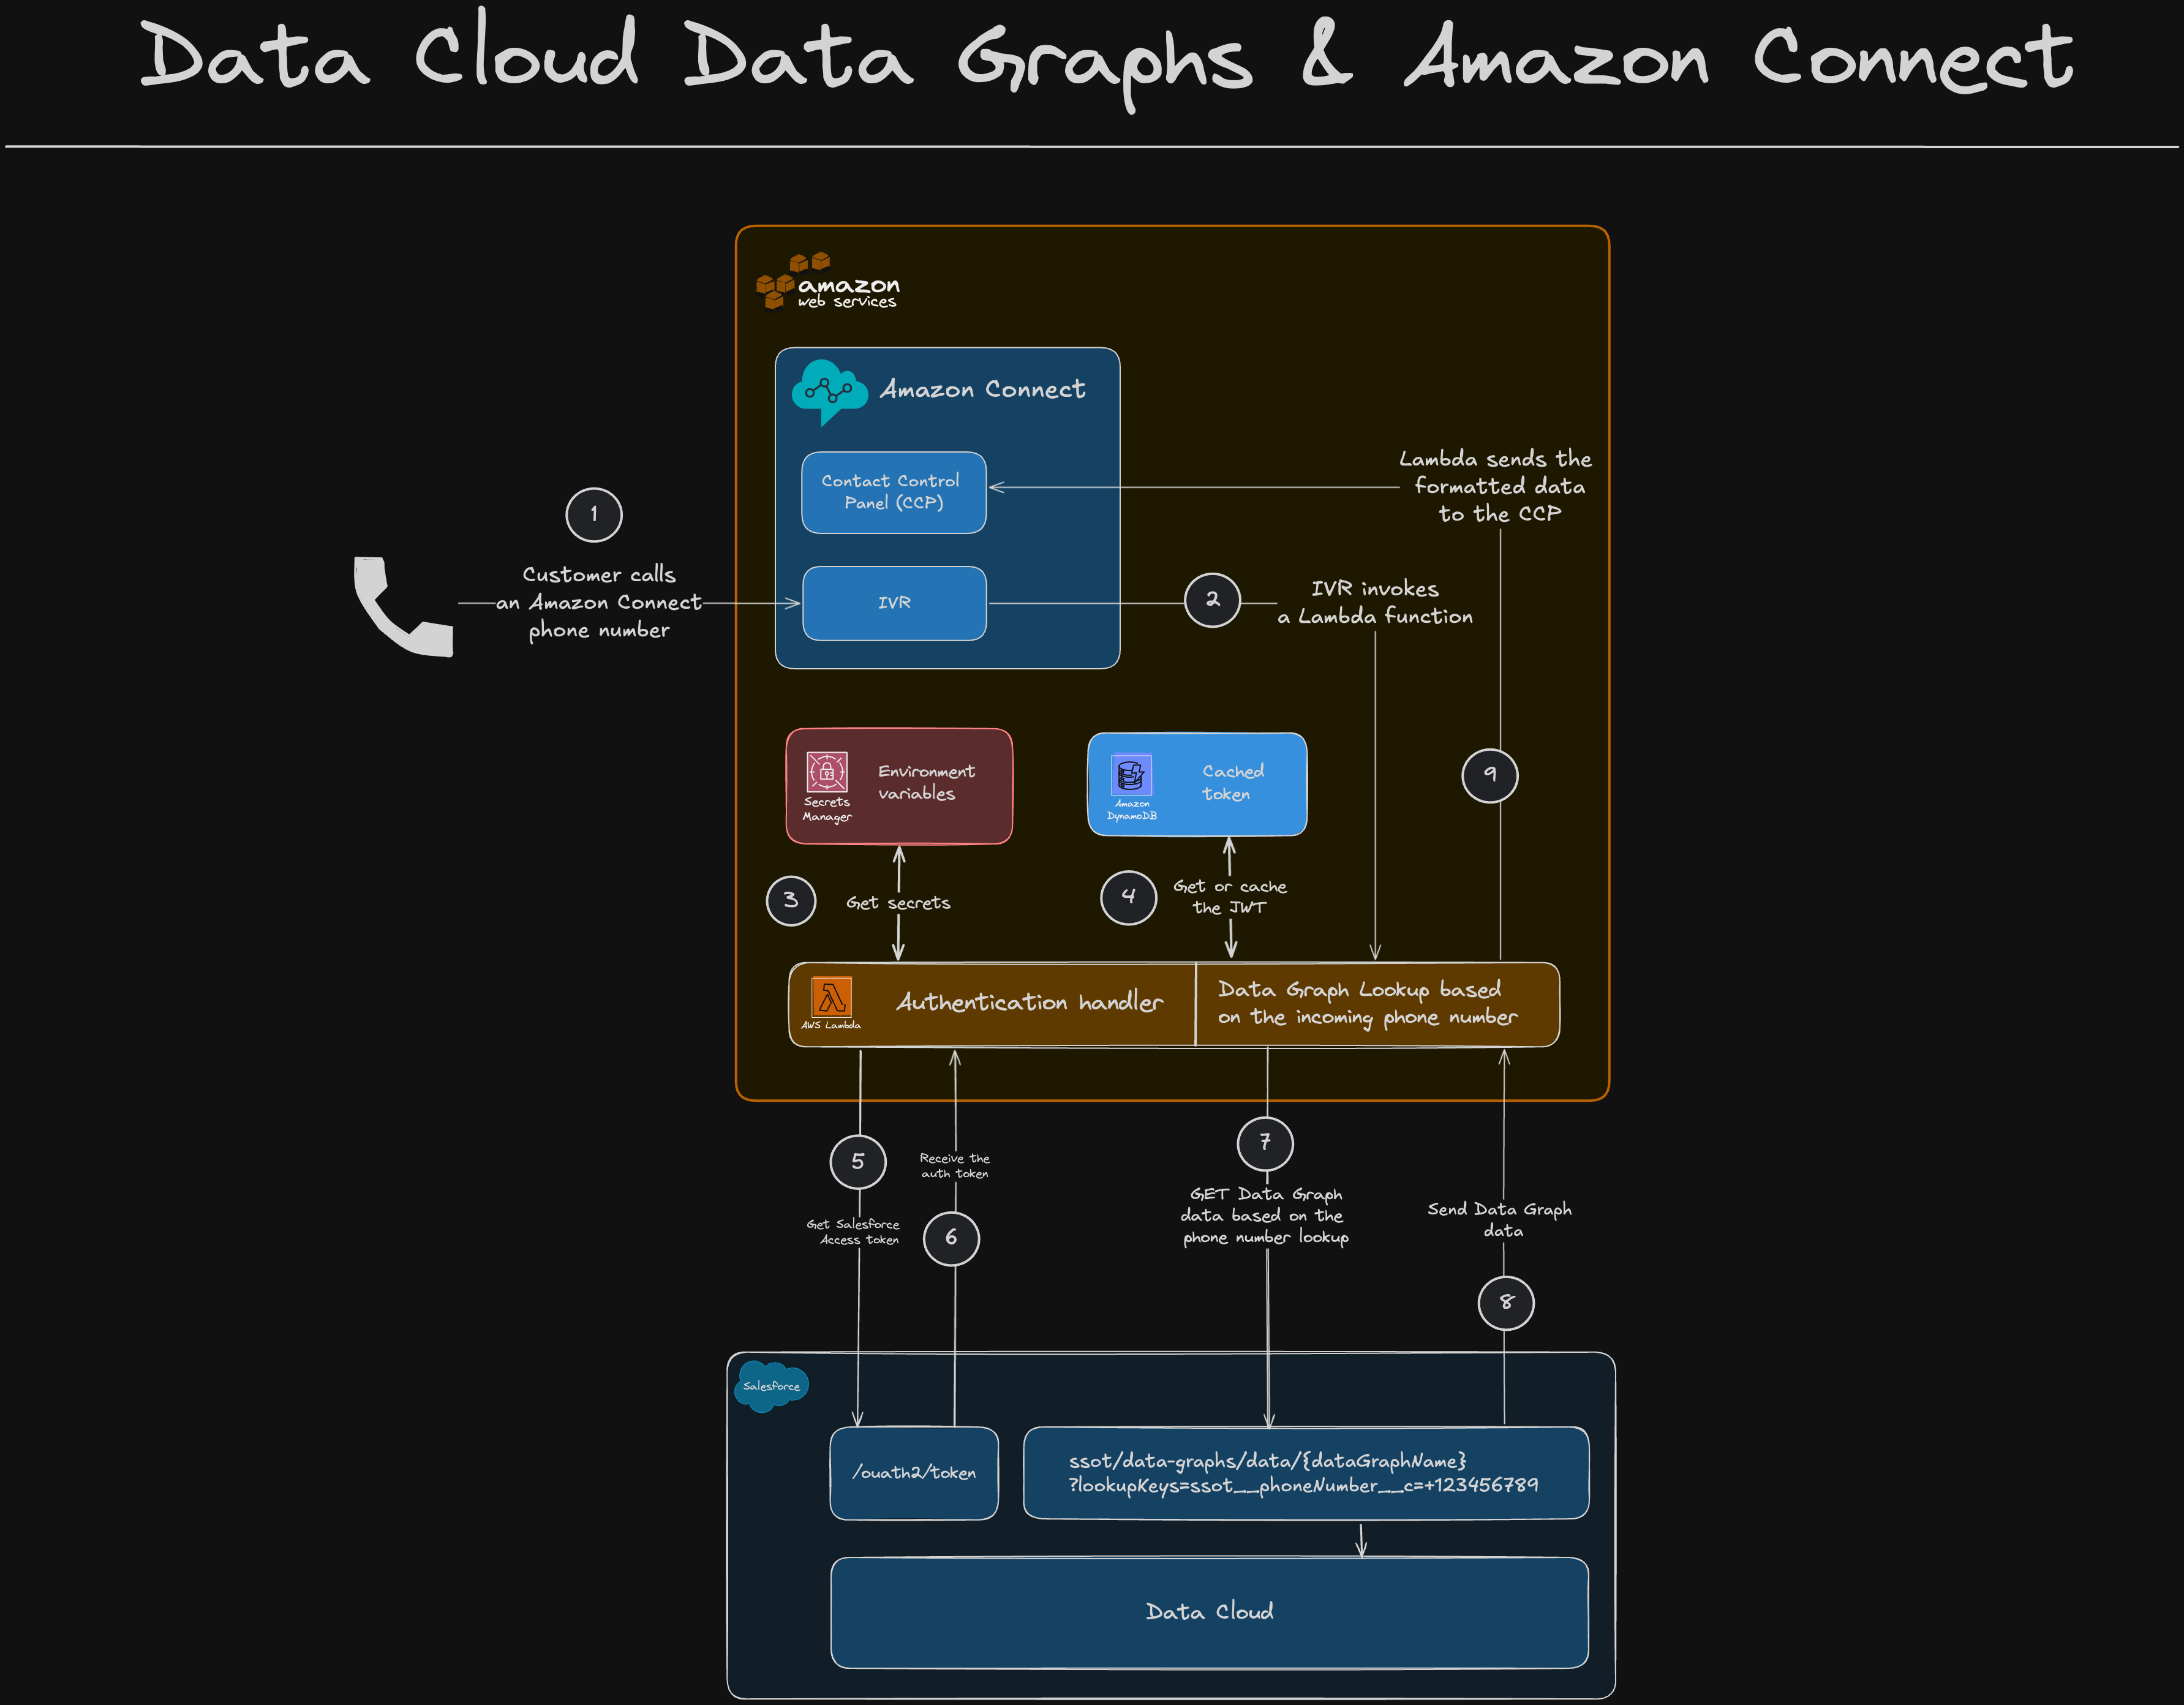 Data Cloud Data Graphs & Amazon Connect
amazon
web services
Amazon Connect
Contact Control
Panel (CCP)
Lambda sends the
formatted data
to the CCP
1
Customer calls
an Amazon Connect
phone number
IVR
2
IVR invokes
a Lambda function
Secrets
Manager
Environment
variables
Amazon
DynamoDB
Cached
token
9
3
Get secrets
4
Get or cache
the JWT
AWS Lambda
Authentication handler
Data Graph Lookup based
on the incoming phone number
5
Get Salesforce
Access token
Receive the
auth token
6
7
GET Data Graph
data based on the
phone number lookup
Send Data Graph
data
8
Salesforce
/ouath2/token
ssot/data-graphs/data/{dataGraphName}
?lookupKeys=ssot__phoneNumber__c=+123456789
Data Cloud